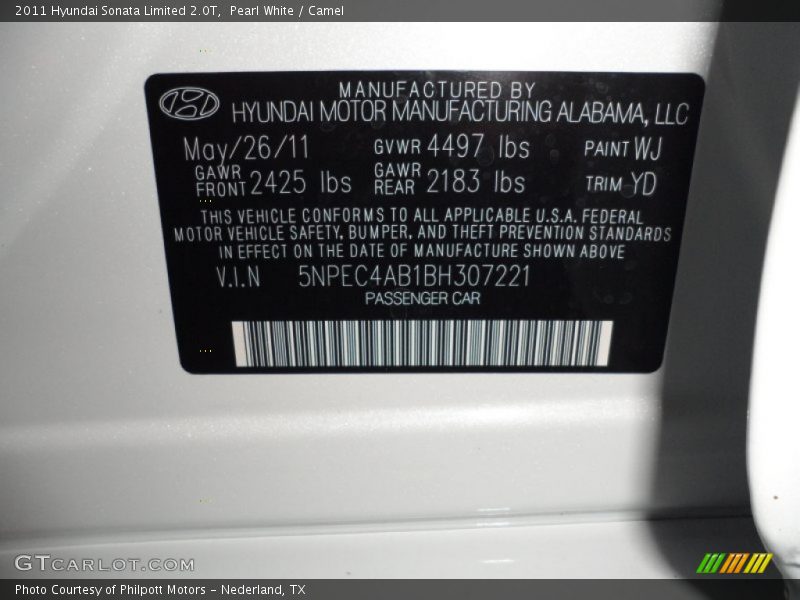 2011 Hyundai Sonata Limited 2.0T,  Pearl White / Camel
MANUFACTURED BY
HYUNDAI MOTOR MANUFACTURING ALABAMA, LLC
May/26/11 GVWR 4497 lbs PAINT WJ
GAWR FRONT 2425 lbs GAWR REAR 2183 lbs TRIM YD
THIS VEHICLE CONFORMS TO ALL APPLICABLE U.S.A. FEDERAL
MOTOR VEHICLE SAFETY, BUMPER, AND THEFT PREVENTION STANDARDS
IN EFFECT ON THE DATE OF MANUFACTURE SHOWN ABOVE
V.I.N 5NPEC4AB1BH307221
PASSENGER CAR
GTCARLOT.COM
Photo Courtesy of Philpott Motors - Nederland, TX